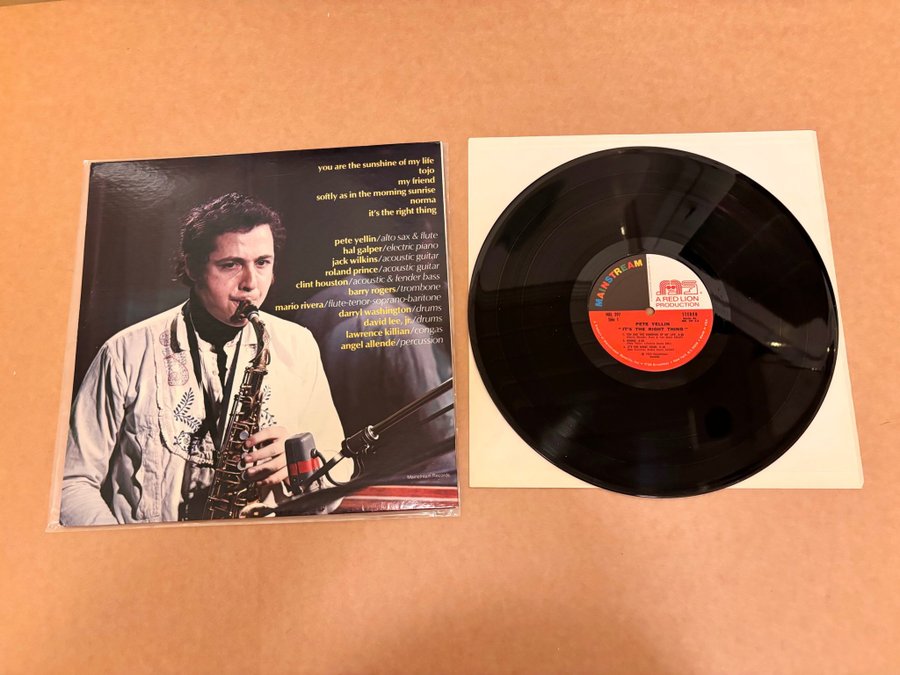 you are the sunshine of my life
tojo
my friend
softly as in the morning sunrise
norma
it's the right thing
pete yellin/alto sax & flute
hal galper/electric piano
jack wilkins/acoustic guitar
roland prince/acoustic guitar
clint houston/acoustic & fender bass
barry rogers/trombone
mario rivera/flute-tenor-soprano-baritone
darryl washington/drums
david lee, jr./drums
lawrence killian/congas
angel allende/percussion
Mainstream Records
MAINSTREAM
A RED LION
PRODUCTION
STEREO
PETE YELLIN
"IT'S THE RIGHT THING"